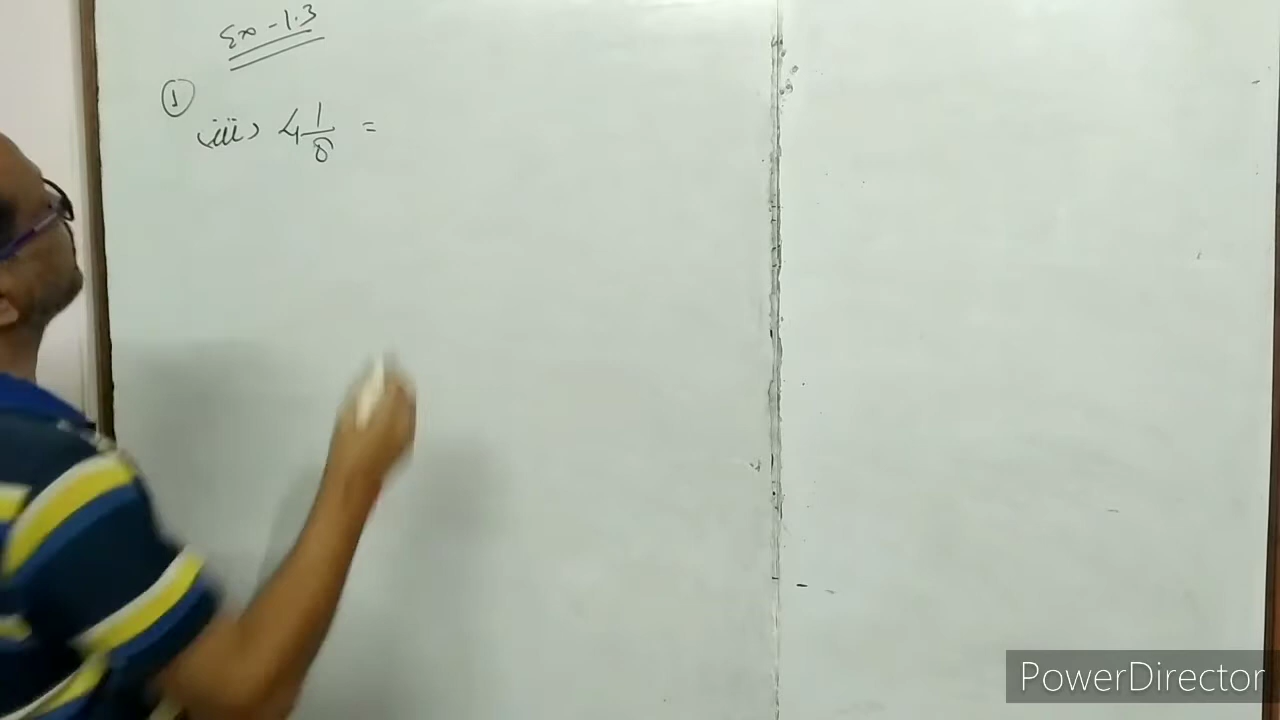 Ex - 1.3
1
iii) 4 1/8 =
PowerDirector